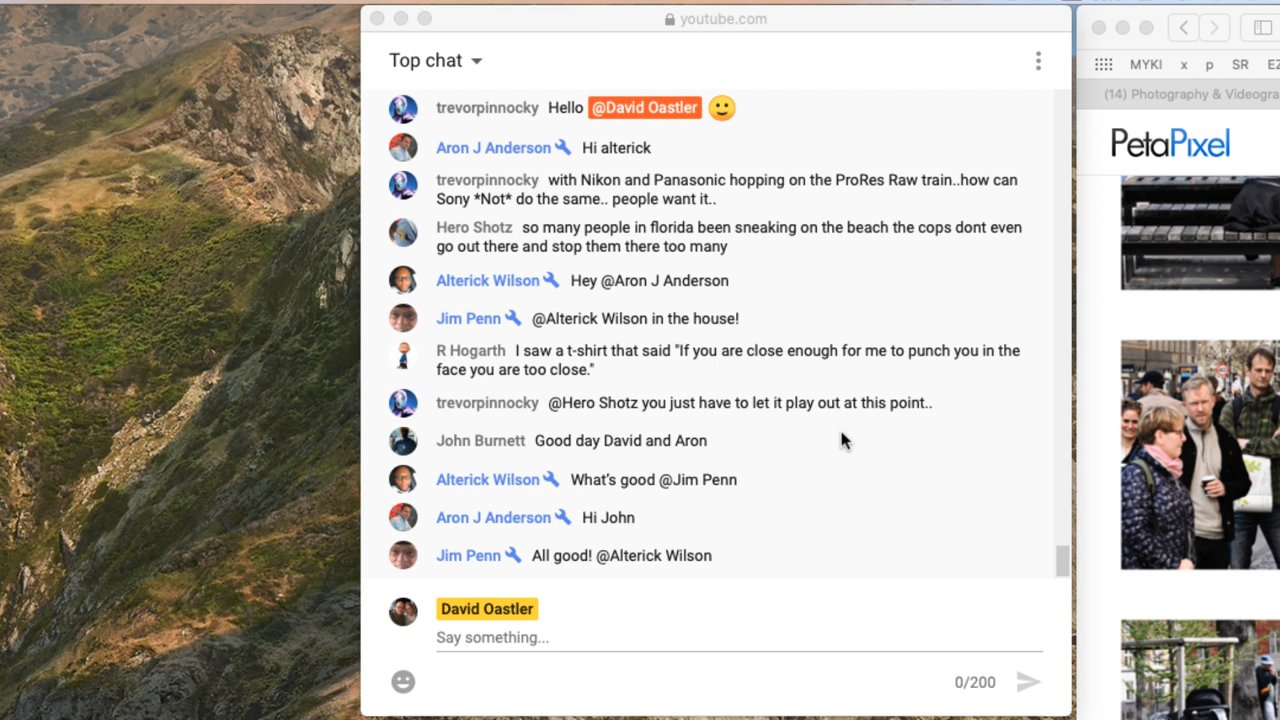 youtube.com
Top chat
trevorpinnocky Hello @David Oastler
Aron J Anderson Hi alterick
trevorpinnocky with Nikon and Panasonic hopping on the ProRes Raw train..how can
Sony *Not* do the same.. people want it..
Hero Shotz so many people in florida been sneaking on the beach the cops dont even
go out there and stop them there too many
Alterick Wilson Hey @Aron J Anderson
Jim Penn @Alterick Wilson in the house!
R Hogarth I saw a t-shirt that said "If you are close enough for me to punch you in the
face you are too close."
trevorpinnocky @Hero Shotz you just have to let it play out at this point..
John Burnett Good day David and Aron
Alterick Wilson What's good @Jim Penn
Aron J Anderson Hi John
Jim Penn All good! @Alterick Wilson
David Oastler
Say something...
0/200
MYKI x p SR EZ
(14) Photography & Videogra
PetaPixel